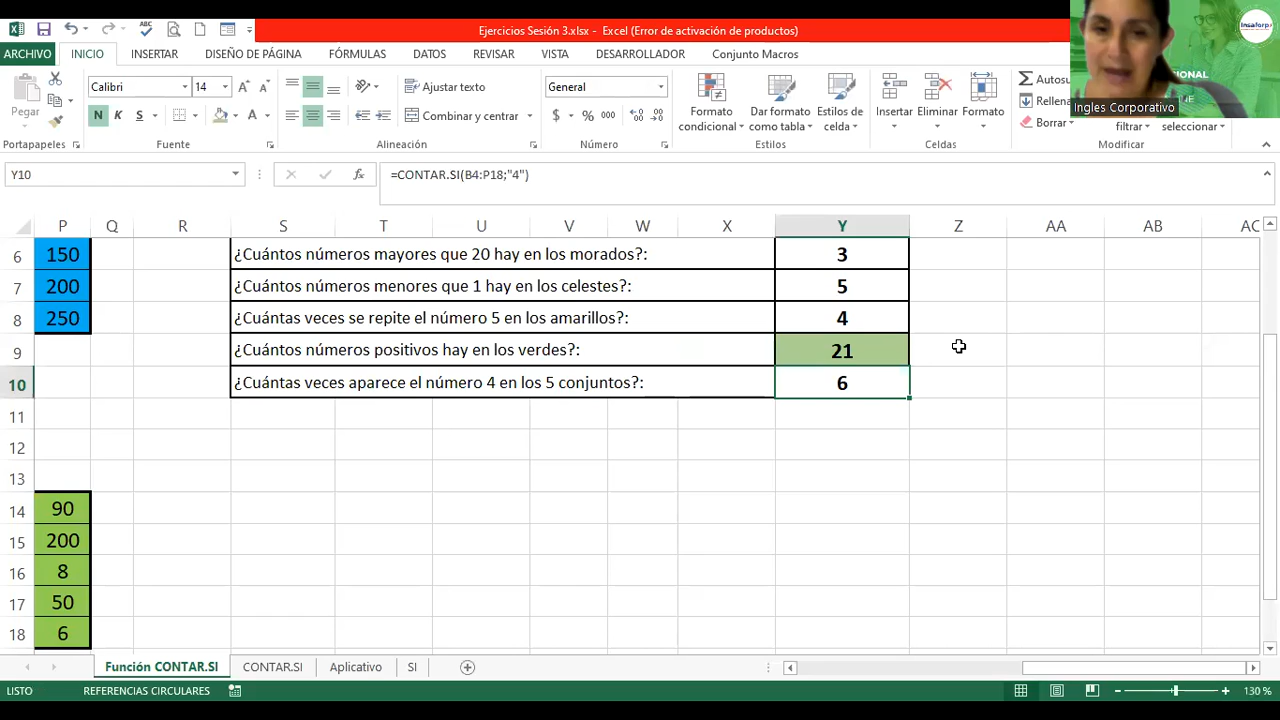 Ejercicios Sesión 3.xlsx - Excel (Error de activación de productos)
ARCHIVO INICIO INSERTAR DISEÑO DE PÁGINA FÓRMULAS DATOS REVISAR VISTA DESARROLLADOR Conjunto Macros
Insaforp
Pegar
Calibri 14
N K S
A A
Ajustar texto
Combinar y centrar
General
$ % 000
Formato condicional
Dar formato como tabla
Estilos de celda
Insertar
Eliminar
Formato
Autosu
Rellena
Borrar
filtrar
seleccionar
Ingles Corporativo
Portapapeles Fuente Alineación Número Estilos Celdas Modificar
Y10 =CONTAR.SI(B4:P18;"4")
P Q R S T U V W X Y Z AA AB AC
6 150 ¿Cuántos números mayores que 20 hay en los morados?: 3
7 200 ¿Cuántos números menores que 1 hay en los celestes?: 5
8 250 ¿Cuántas veces se repite el número 5 en los amarillos?: 4
9 ¿Cuántos números positivos hay en los verdes?: 21
10 ¿Cuántas veces aparece el número 4 en los 5 conjuntos?: 6
11
12
13
14 90
15 200
16 8
17 50
18 6
Función CONTAR.SI CONTAR.SI Aplicativo SI
LISTO REFERENCIAS CIRCULARES 130 %